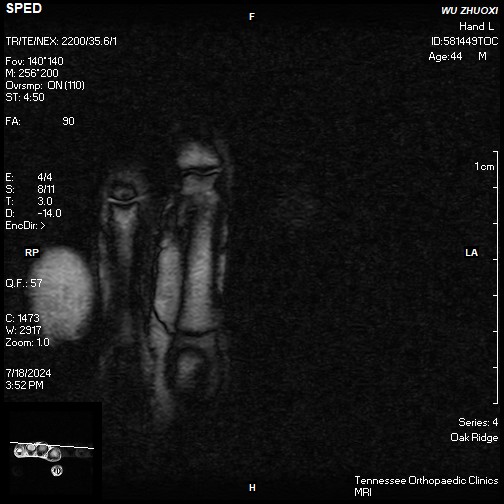 SPED
F
WU ZHUOXI
Hand L
TR/TE/NEX: 2200/35.6/1
ID:581449TOC
Age:44 M
Fov: 140*140
M: 256*200
Ovrsmp: ON (110)
ST: 4:50
FA: 90
1cm
E: 4/4
S: 8/11
T: 3.0
D: -14.0
EncDir: >
RP
LA
Q.F.: 57
C: 1473
W: 2917
Zoom: 1.0
7/18/2024
3:52 PM
Series: 4
Oak Ridge
H
Tennessee Orthopaedic Clinics
MRI